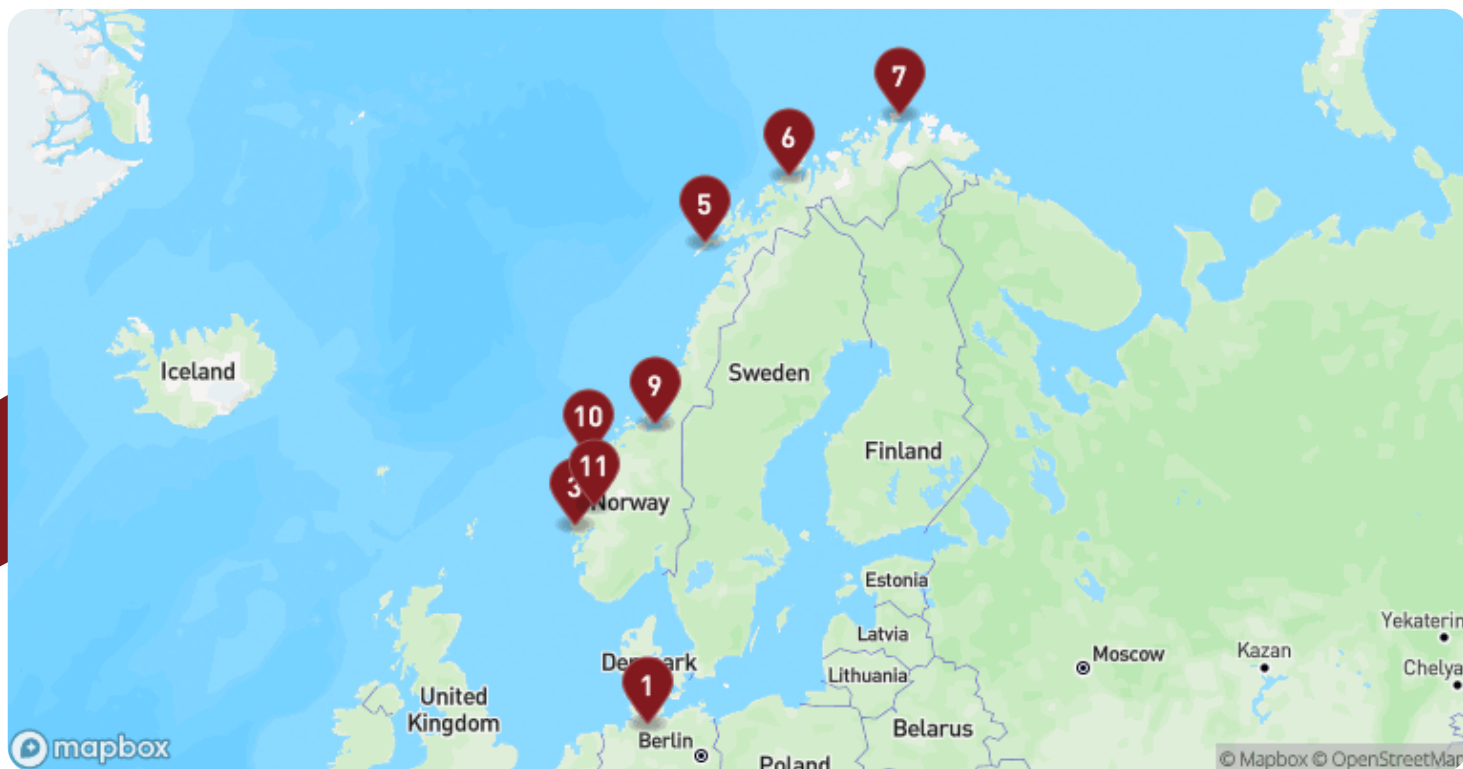 7
6
5
Iceland
Sweden
9
10
Finland
11
3
Norway
Estonia
Yekaterin
Latvia
Kazan
Moscow
Denmark
Chelya
Lithuania
1
United
Kingdom
Belarus
Berlin
Poland
mapbox
© Mapbox © OpenStreetMap